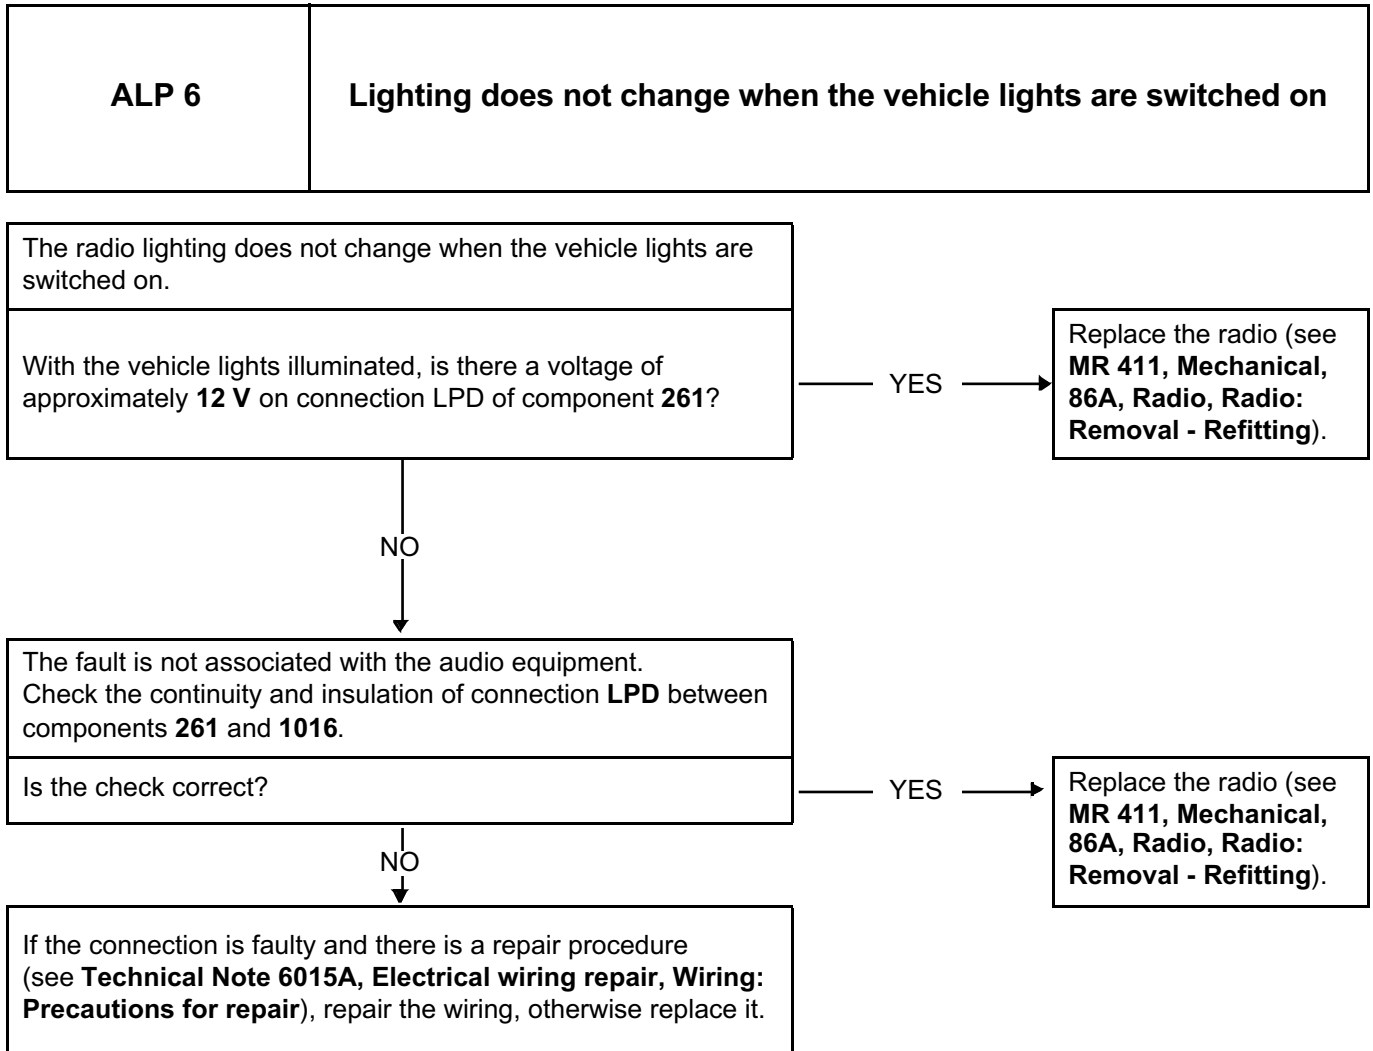 ALP 6
Lighting does not change when the vehicle lights are switched on
The radio lighting does not change when the vehicle lights are
switched on.
With the vehicle lights illuminated, is there a voltage of
approximately 12 V on connection LPD of component 261?
YES
Replace the radio (see
MR 411, Mechanical,
86A, Radio, Radio:
Removal - Refitting).
NO
The fault is not associated with the audio equipment.
Check the continuity and insulation of connection LPD between
components 261 and 1016.
Is the check correct?
YES
Replace the radio (see
MR 411, Mechanical,
86A, Radio, Radio:
Removal - Refitting).
NO
If the connection is faulty and there is a repair procedure
(see Technical Note 6015A, Electrical wiring repair, Wiring:
Precautions for repair), repair the wiring, otherwise replace it.